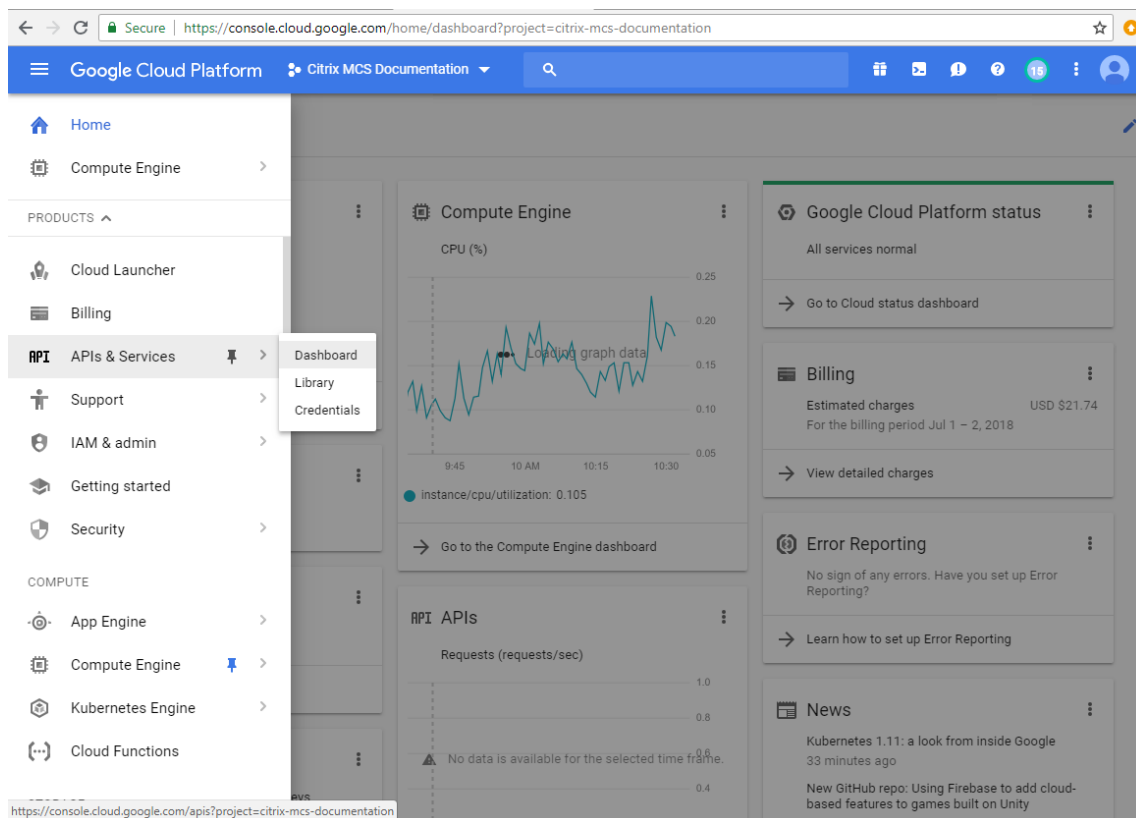 Secure | https://console.cloud.google.com/home/dashboard?project=citrix-mcs-documentation
Google Cloud Platform
Citrix MCS Documentation
15
Home
Compute Engine
PRODUCTS
Cloud Launcher
Billing
API APIs & Services
Support
IAM & admin
Getting started
Security
COMPUTE
App Engine
Compute Engine
Kubernetes Engine
Cloud Functions
https://console.cloud.google.com/apis?project=citrix-mcs-documentation
Dashboard
Library
Credentials
Compute Engine
CPU (%)
0.25
0.20
Loading graph data
0.15
0.10
0.05
9:45 10 AM 10:15 10:30
instance/cpu/utilization: 0.105
Go to the Compute Engine dashboard
API APIs
Requests (requests/sec)
1.0
0.8
0.6
No data is available for the selected time frame.
0.4
Google Cloud Platform status
All services normal
Go to Cloud status dashboard
Billing
Estimated charges USD $21.74
For the billing period Jul 1 – 2, 2018
View detailed charges
Error Reporting
No sign of any errors. Have you set up Error
Reporting?
Learn how to set up Error Reporting
News
Kubernetes 1.11: a look from inside Google
33 minutes ago
New GitHub repo: Using Firebase to add cloud-
based features to games built on Unity